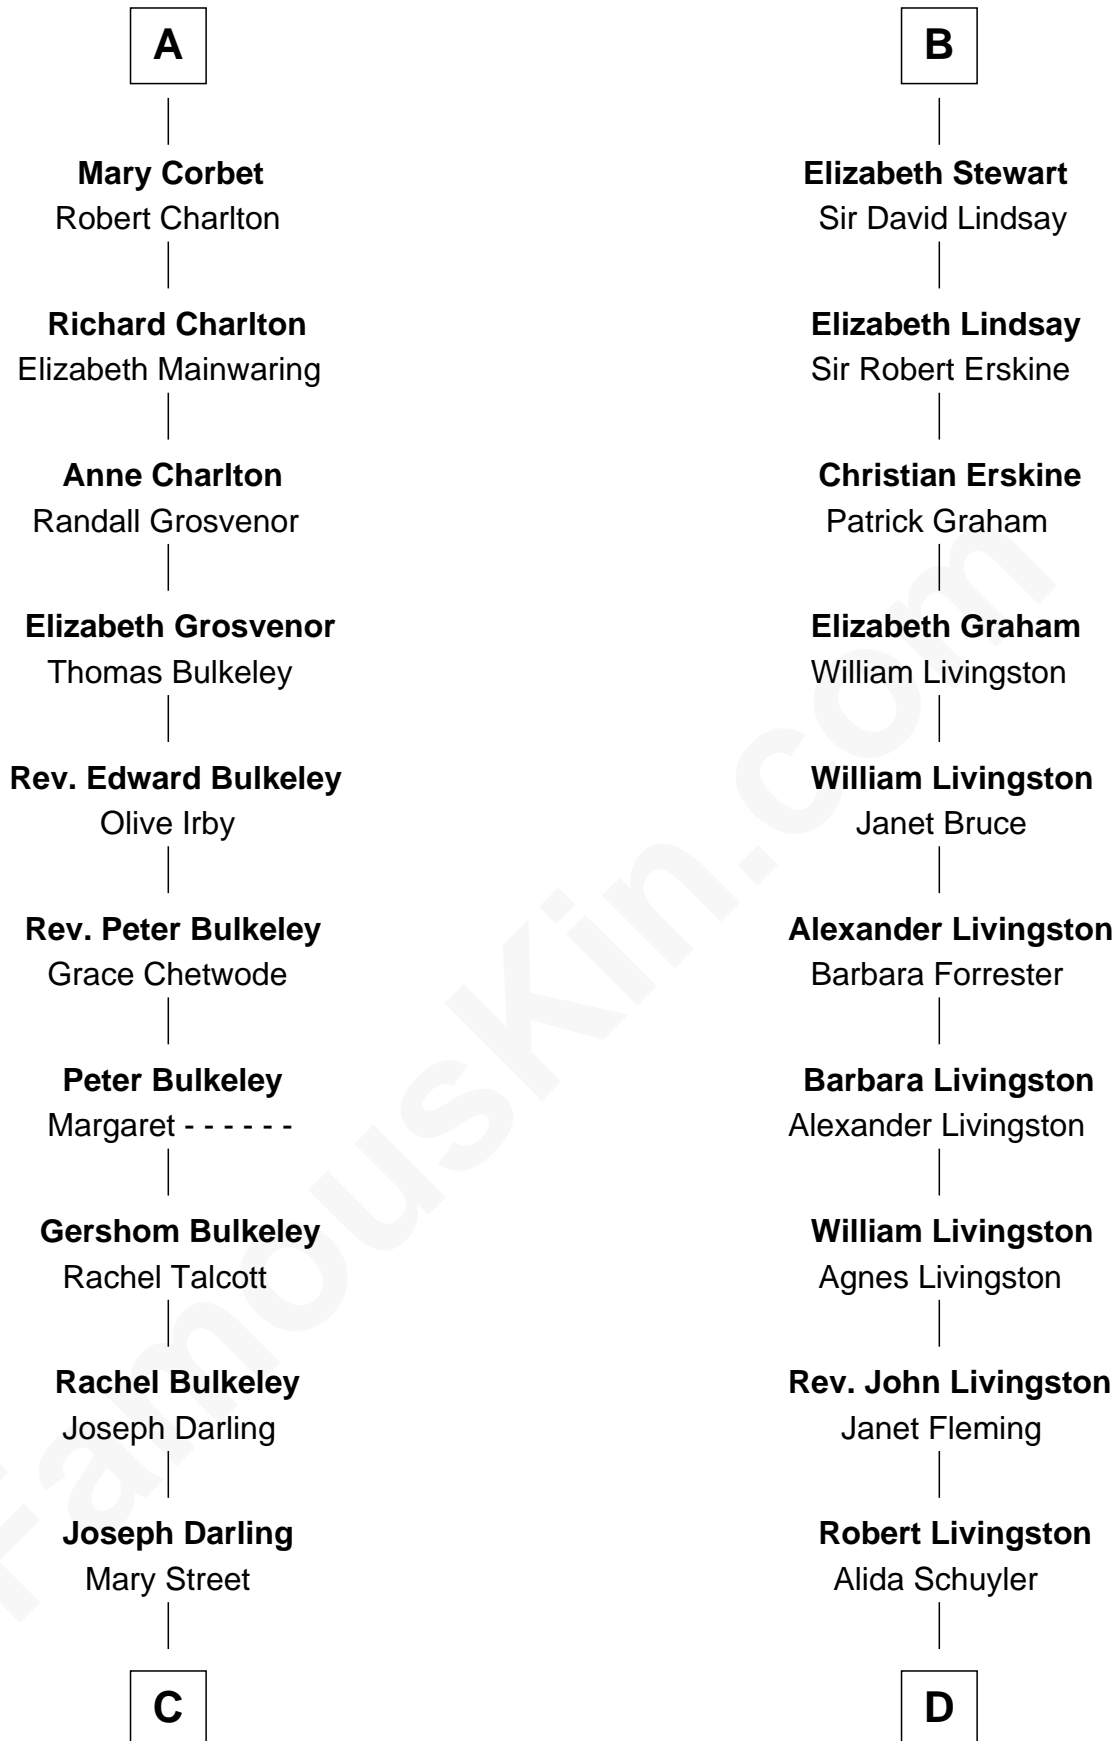 A
Mary Corbet
Robert Charlton
Richard Charlton
Elizabeth Mainwaring
Anne Charlton
Randall Grosvenor
Elizabeth Grosvenor
Thomas Bulkeley
Rev. Edward Bulkeley
Olive Irby
Rev. Peter Bulkeley
Grace Chetwode
Peter Bulkeley
Margaret - - - - - -
Gershom Bulkeley
Rachel Talcott
Rachel Bulkeley
Joseph Darling
Joseph Darling
Mary Street
C
B
Elizabeth Stewart
Sir David Lindsay
Elizabeth Lindsay
Sir Robert Erskine
Christian Erskine
Patrick Graham
Elizabeth Graham
William Livingston
William Livingston
Janet Bruce
Alexander Livingston
Barbara Forrester
Barbara Livingston
Alexander Livingston
William Livingston
Agnes Livingston
Rev. John Livingston
Janet Fleming
Robert Livingston
Alida Schuyler
D
FamousKin.com